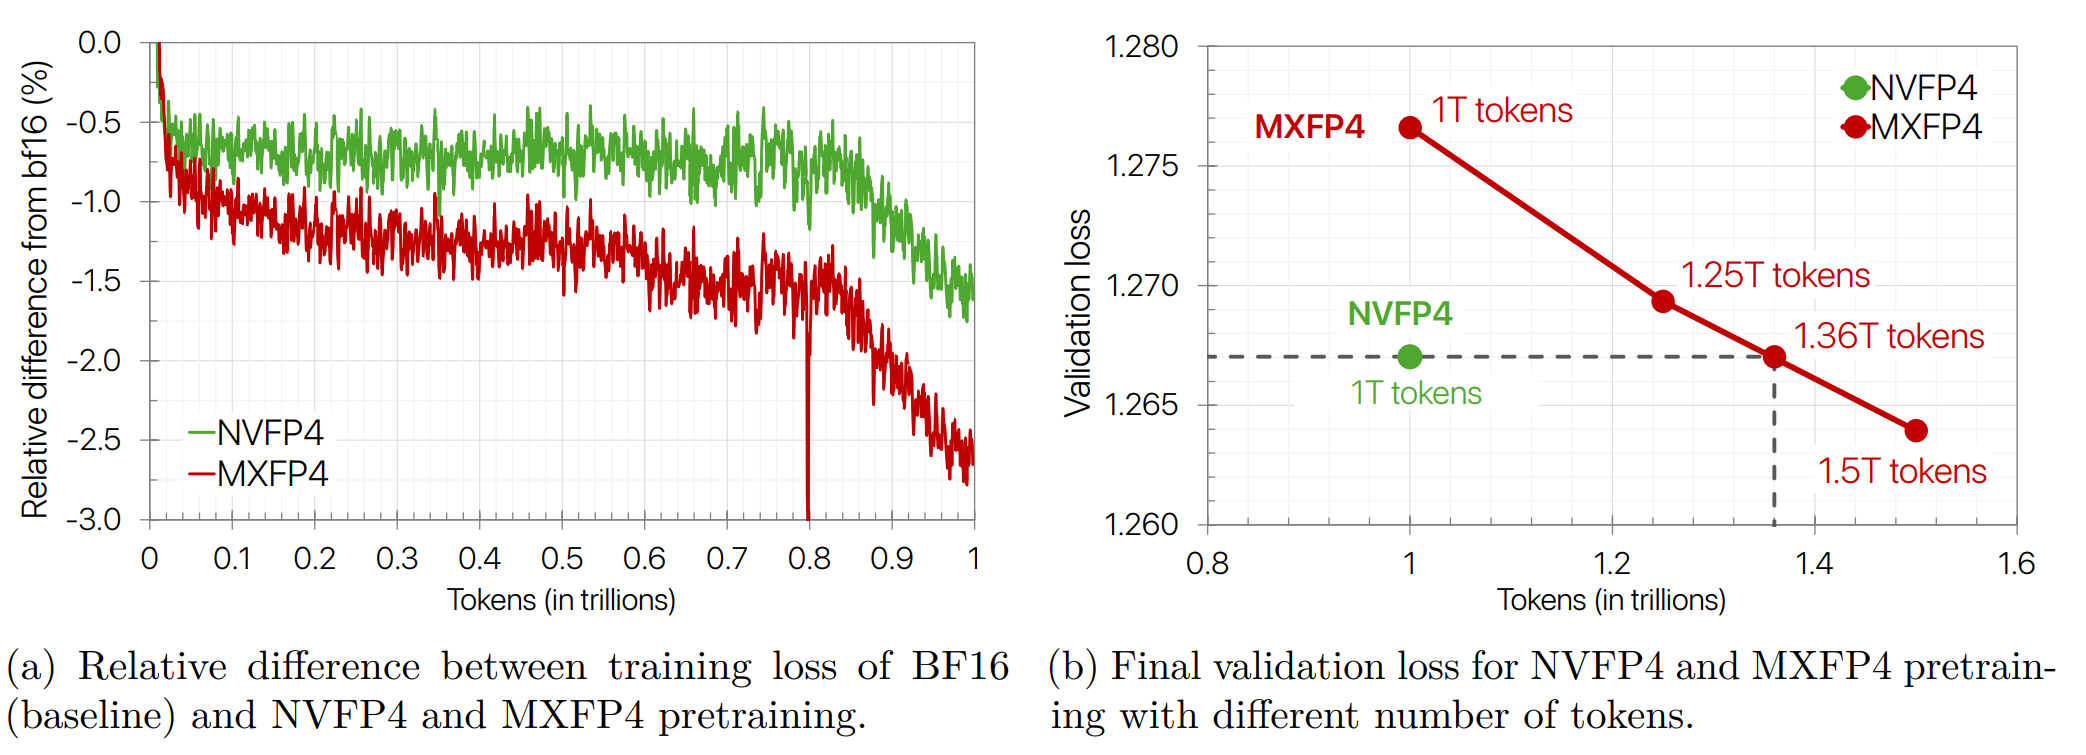 Relative difference from bf16 (%)
0.0
−0.5
-1.0
−1.5
−2.0
−2.5
−3.0
NVFP4
MXFP4
0 0.1 0.2 0.3 0.4 0.5 0.6 0.7 0.8 0.9 1
Tokens (in trillions)
(a) Relative difference between training loss of BF16
(baseline) and NVFP4 and MXFP4 pretraining.
Validation loss
1.280
1.275
1.270
1.265
1.260
NVFP4
MXFP4
MXFP4
1T tokens
1.25T tokens
NVFP4
1.36T tokens
1T tokens
1.5T tokens
0.8 1 1.2 1.4 1.6
Tokens (in trillions)
(b) Final validation loss for NVFP4 and MXFP4 pretrain-
ing with different number of tokens.